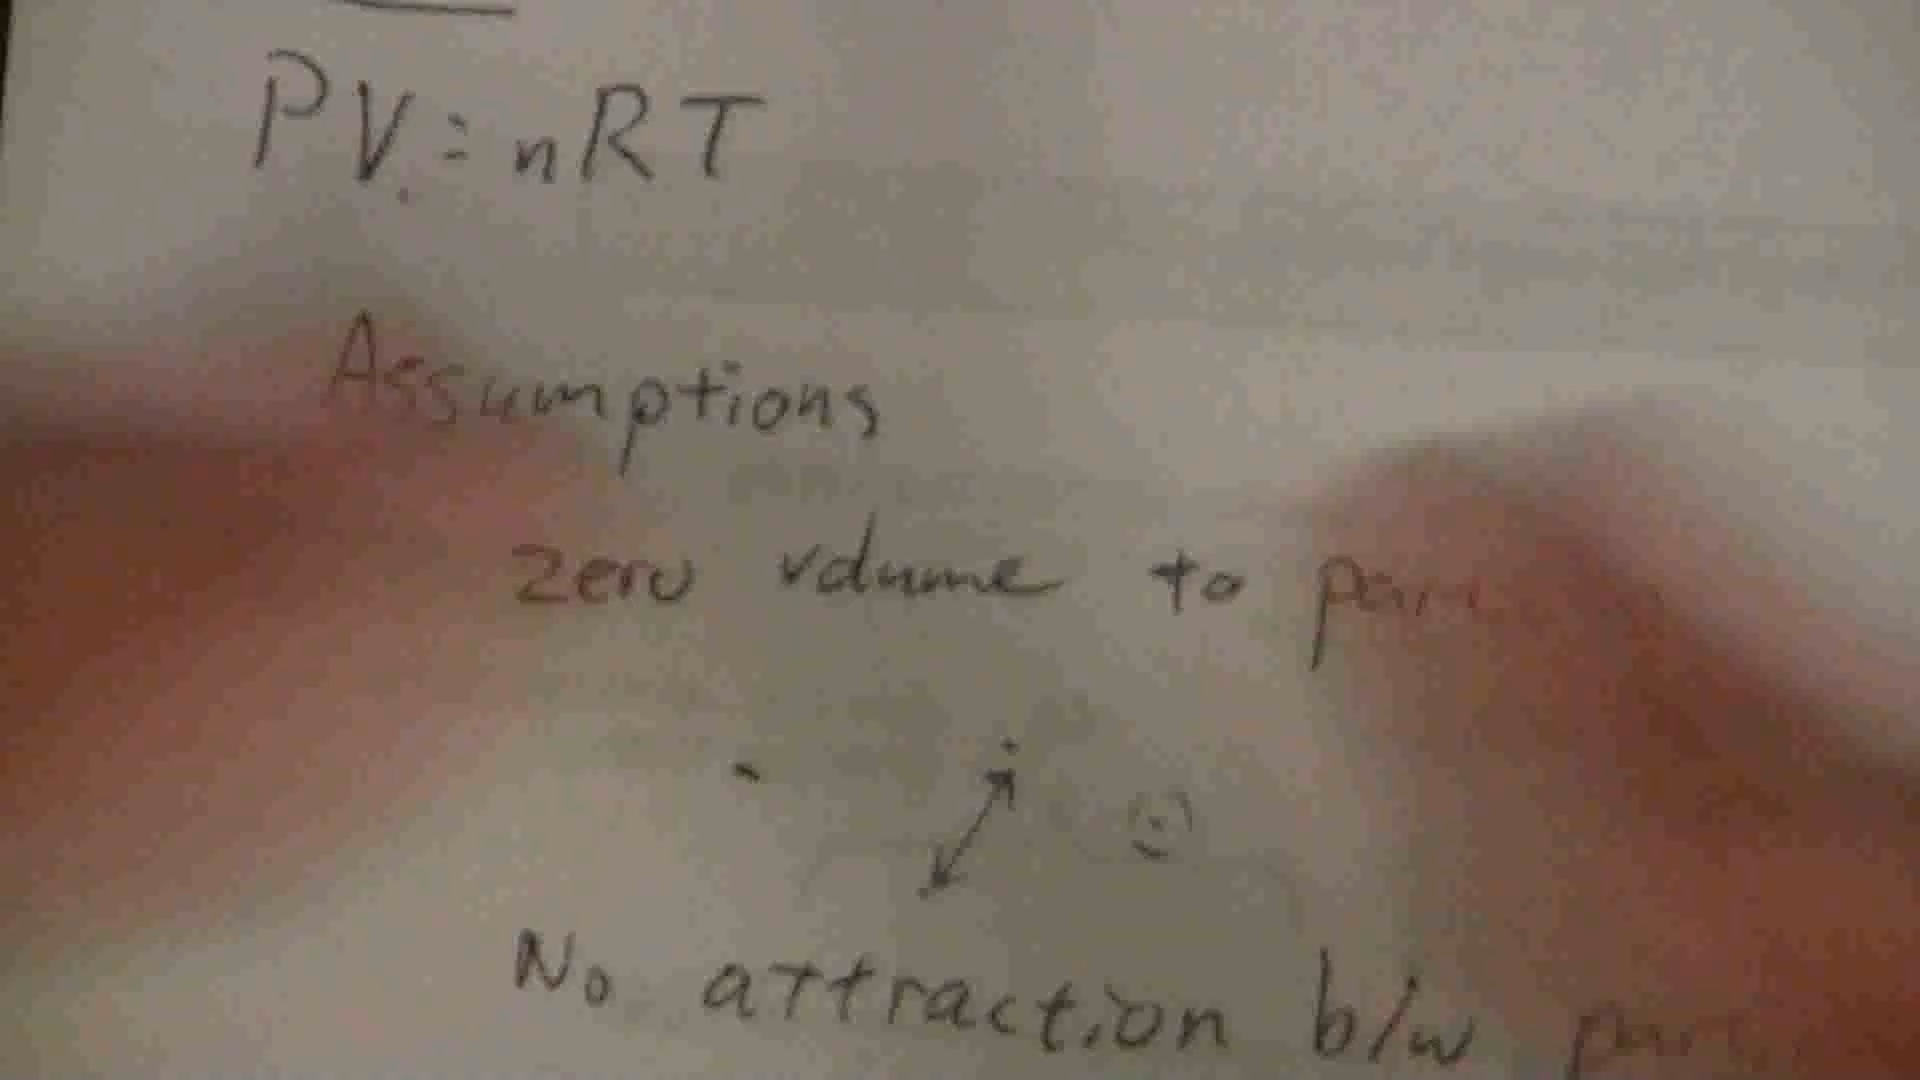 PV = nRT
Assumptions
zero volume to
No attraction b/w